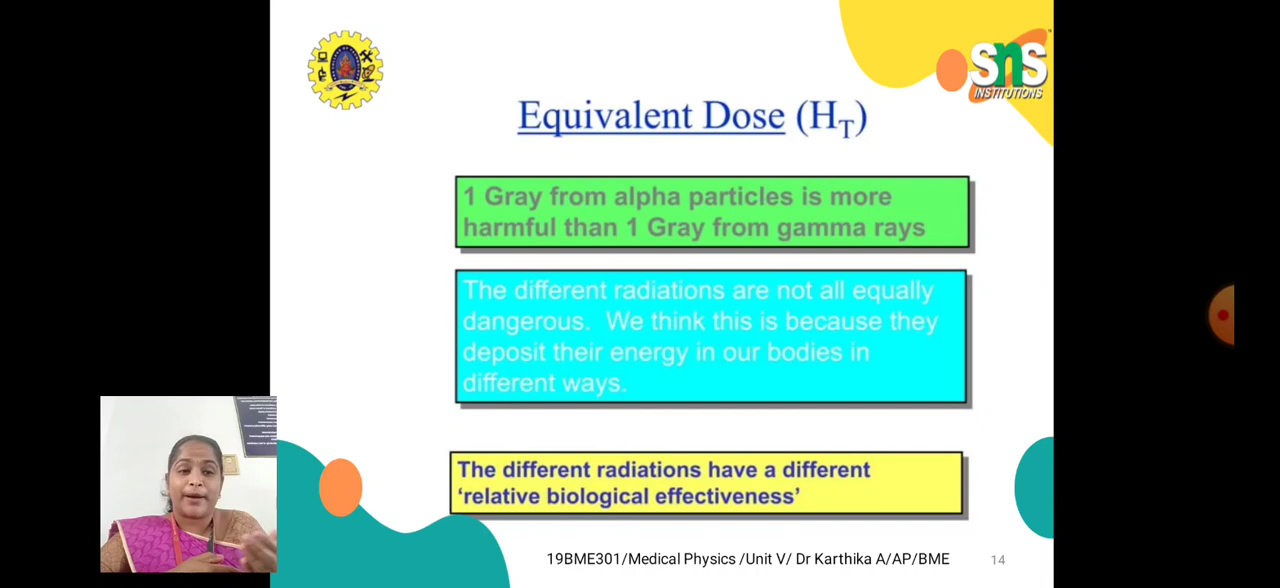 SNS
INSTITUTIONS
Equivalent Dose (HT)
1 Gray from alpha particles is more
harmful than 1 Gray from gamma rays
The different radiations are not all equally
dangerous. We think this is because they
deposit their energy in our bodies in
different ways.
The different radiations have a different
‘relative biological effectiveness’
19BME301/Medical Physics /Unit V/ Dr Karthika A/AP/BME
14